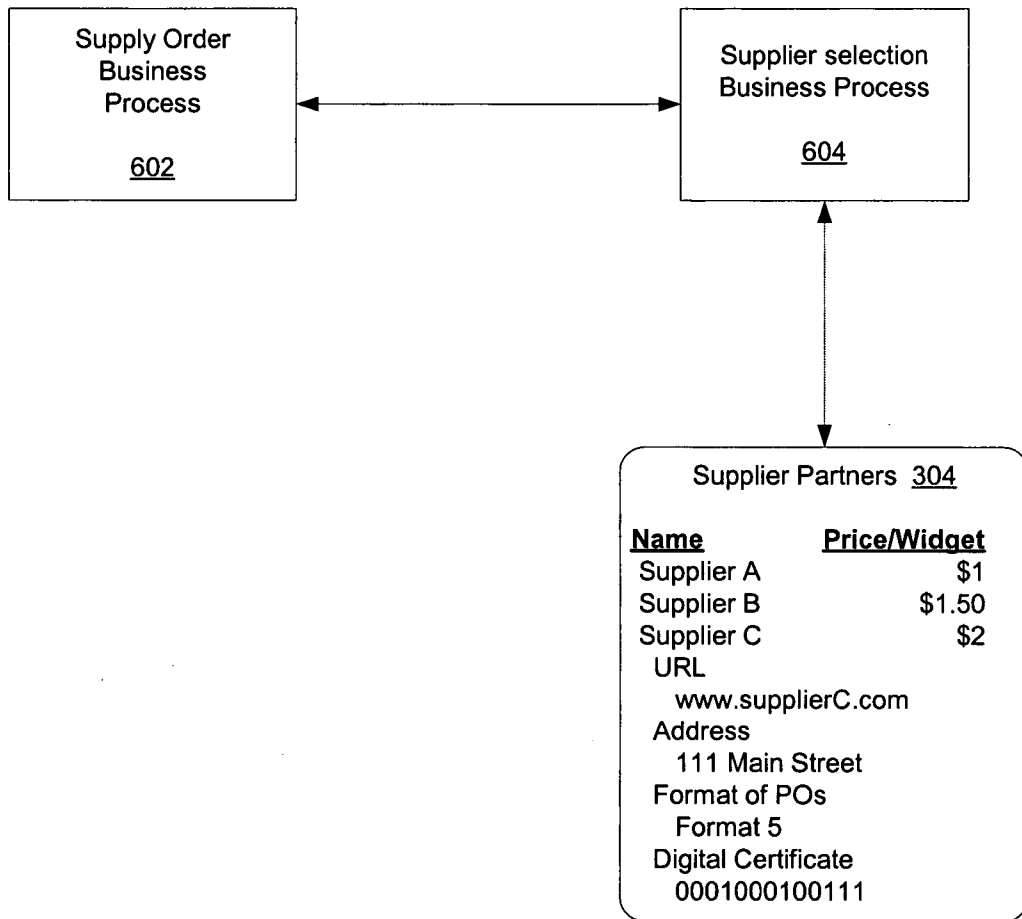 Supply Order
Business
Process
602
Supplier selection
Business Process
604
Supplier Partners 304
Name Price/Widget
Supplier A $1
Supplier B $1.50
Supplier C $2
URL
www.supplierC.com
Address
111 Main Street
Format of POs
Format 5
Digital Certificate
0001000100111